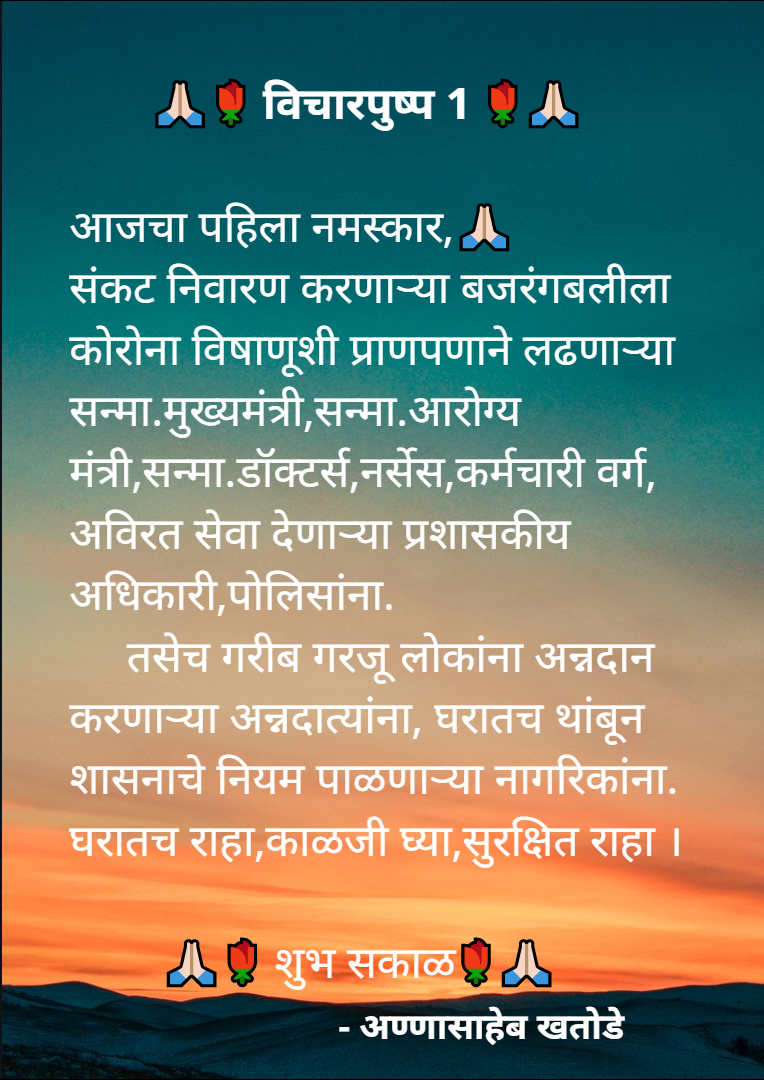 🙏🏻🌹 विचारपुष्प 1 🌹🙏🏻
आजचा पहिला नमस्कार,🙏🏻
संकट निवारण करणाऱ्या बजरंगबलीला
कोरोना विषाणूशी प्राणपणाने लढणाऱ्या
सन्मा.मुख्यमंत्री,सन्मा.आरोग्य
मंत्री,सन्मा.डॉक्टर्स,नर्सेस,कर्मचारी वर्ग,
अविरत सेवा देणाऱ्या प्रशासकीय
अधिकारी,पोलिसांना.
तसेच गरीब गरजू लोकांना अन्नदान
करणाऱ्या अन्नदात्यांना, घरातच थांबून
शासनाचे नियम पाळणाऱ्या नागरिकांना.
घरातच राहा,काळजी घ्या,सुरक्षित राहा ।
🙏🏻🌹 शुभ सकाळ🌹🙏🏻
- अण्णासाहेब खतोडे